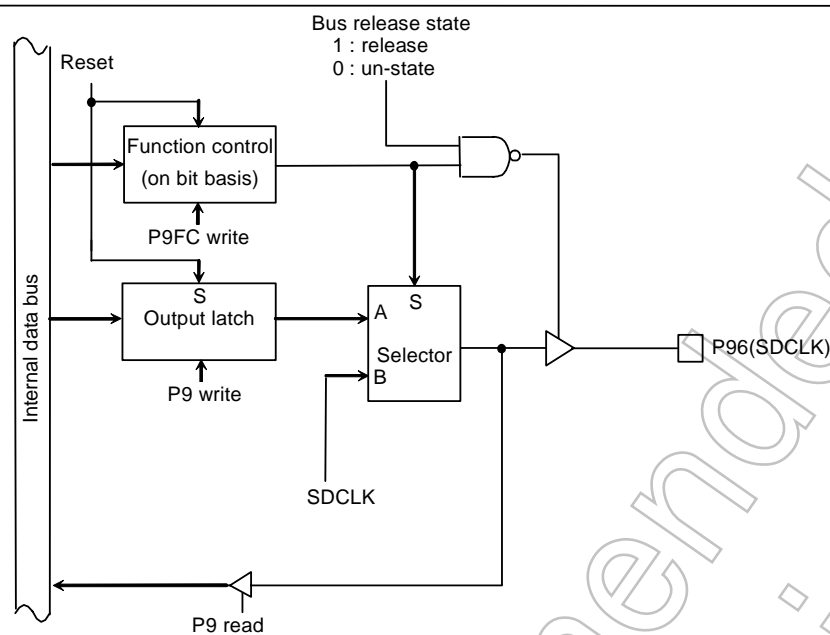 Bus release state
1 : release
0 : un-state
Reset
Function control
(on bit basis)
P9FC write
S
Output latch
P9 write
A
S
Selector
B
SDCLK
P96(SDCLK)
Internal data bus
P9 read